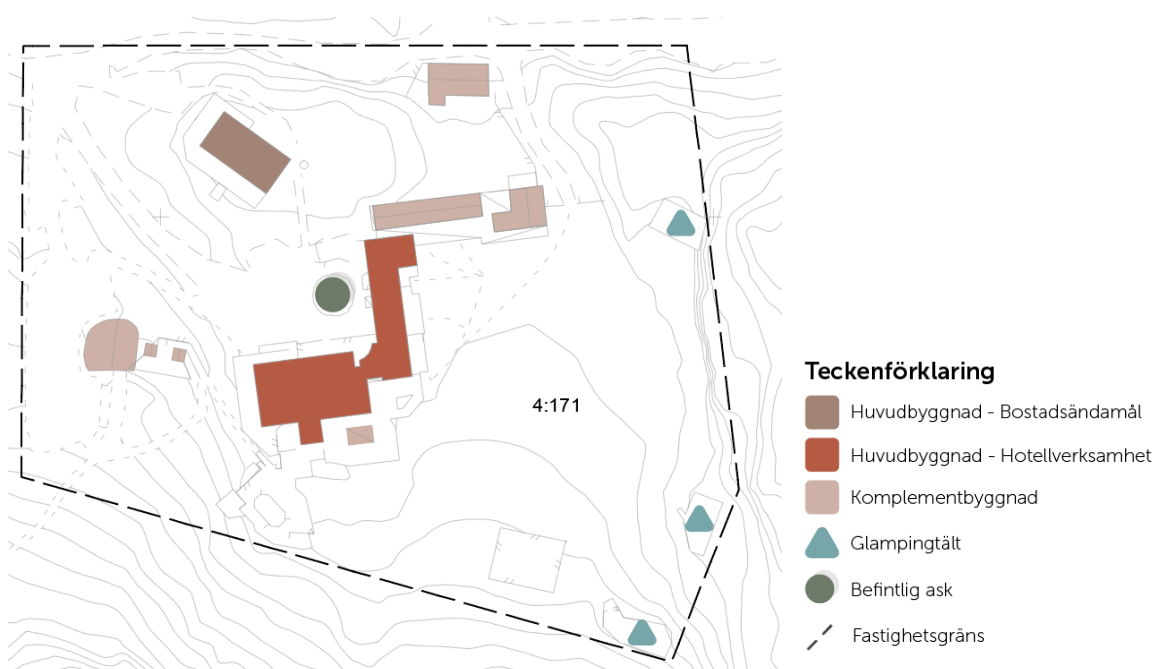 4:171
Teckenförklaring
Huvudbyggnad - Bostadsändamål
Huvudbyggnad - Hotellverksamhet
Komplementbyggnad
Glampingtält
Befintlig ask
Fastighetsgräns